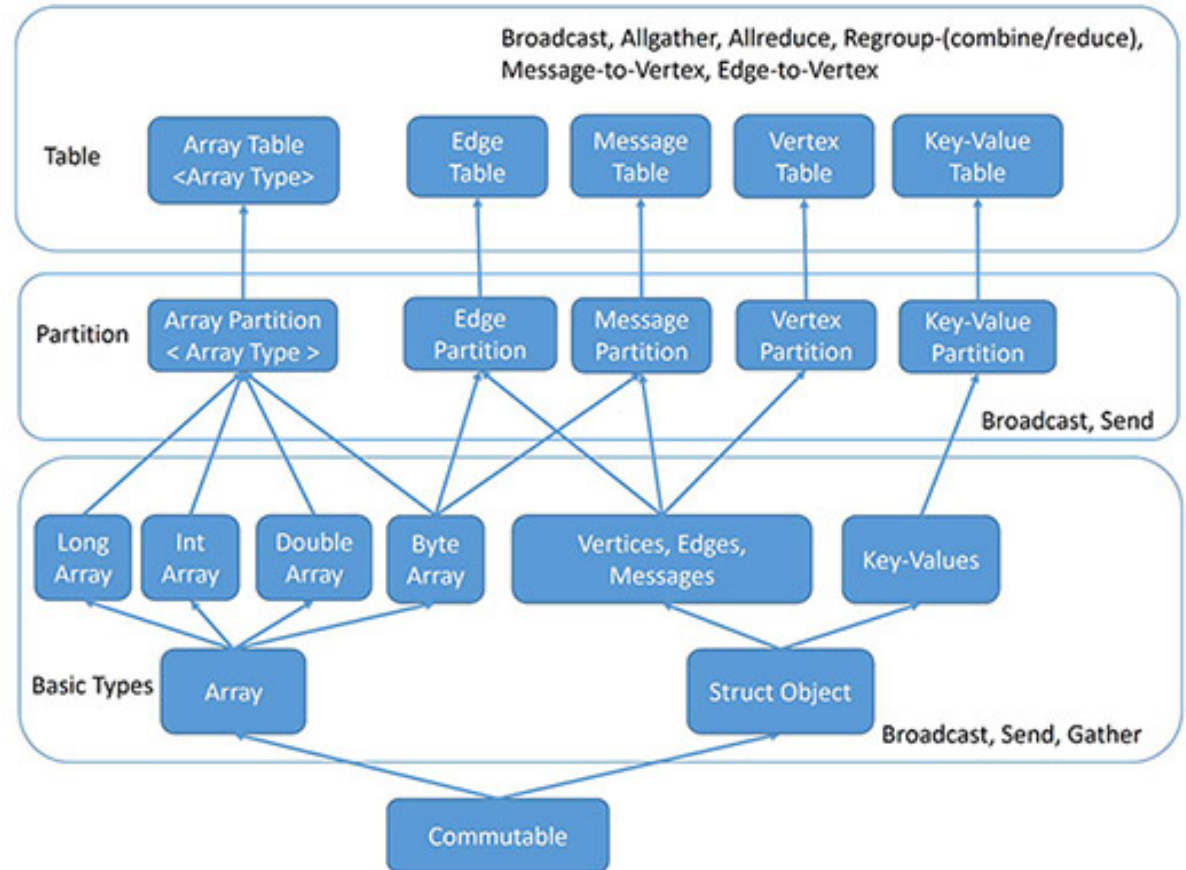 Broadcast, Allgather, Allreduce, Regroup-(combine/reduce),
Message-to-Vertex, Edge-to-Vertex
Table
Array Table
<Array Type>
Edge
Table
Message
Table
Vertex
Table
Key-Value
Table
Partition
Array Partition
< Array Type >
Edge
Partition
Message
Partition
Vertex
Partition
Key-Value
Partition
Broadcast, Send
Long
Array
Int
Array
Double
Array
Byte
Array
Vertices, Edges,
Messages
Key-Values
Basic Types
Array
Struct Object
Broadcast, Send, Gather
Commutable